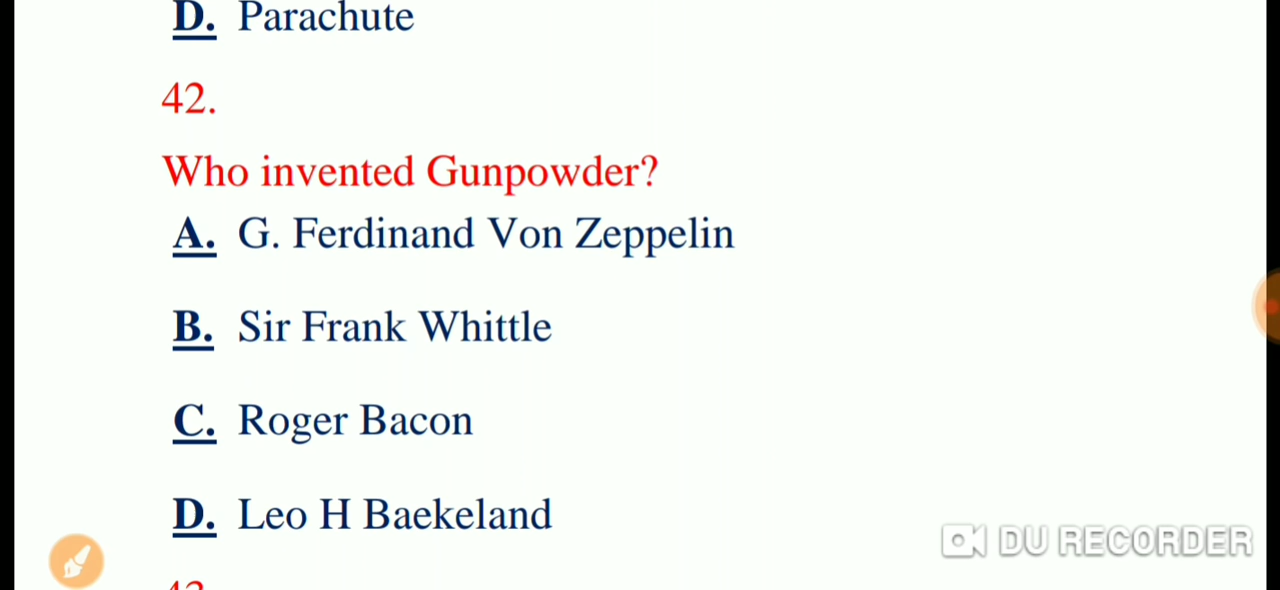 D. Parachute
42.
Who invented Gunpowder?
A. G. Ferdinand Von Zeppelin
B. Sir Frank Whittle
C. Roger Bacon
D. Leo H Baekeland
DU RECORDER